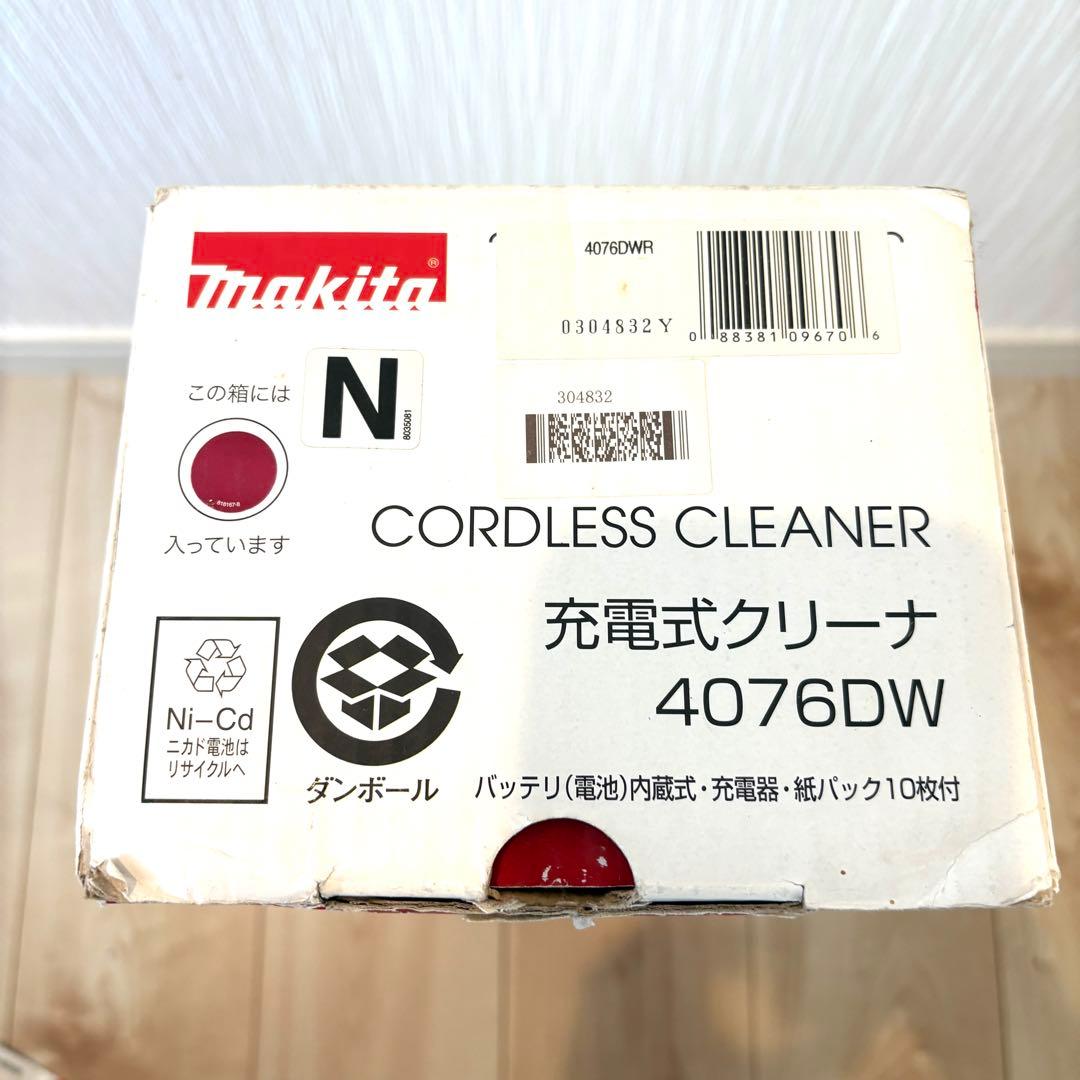 makita®
4076DWR
0304832Y
0 88381 09670 6
N
8035081
304832
この箱には
818167-8
入っています
CORDLESS CLEANER
充電式クリーナ
4076DW
Ni-Cd
ニカド電池は
リサイクルへ
ダンボール
バッテリ(電池)内蔵式・充電器・紙パック10枚付